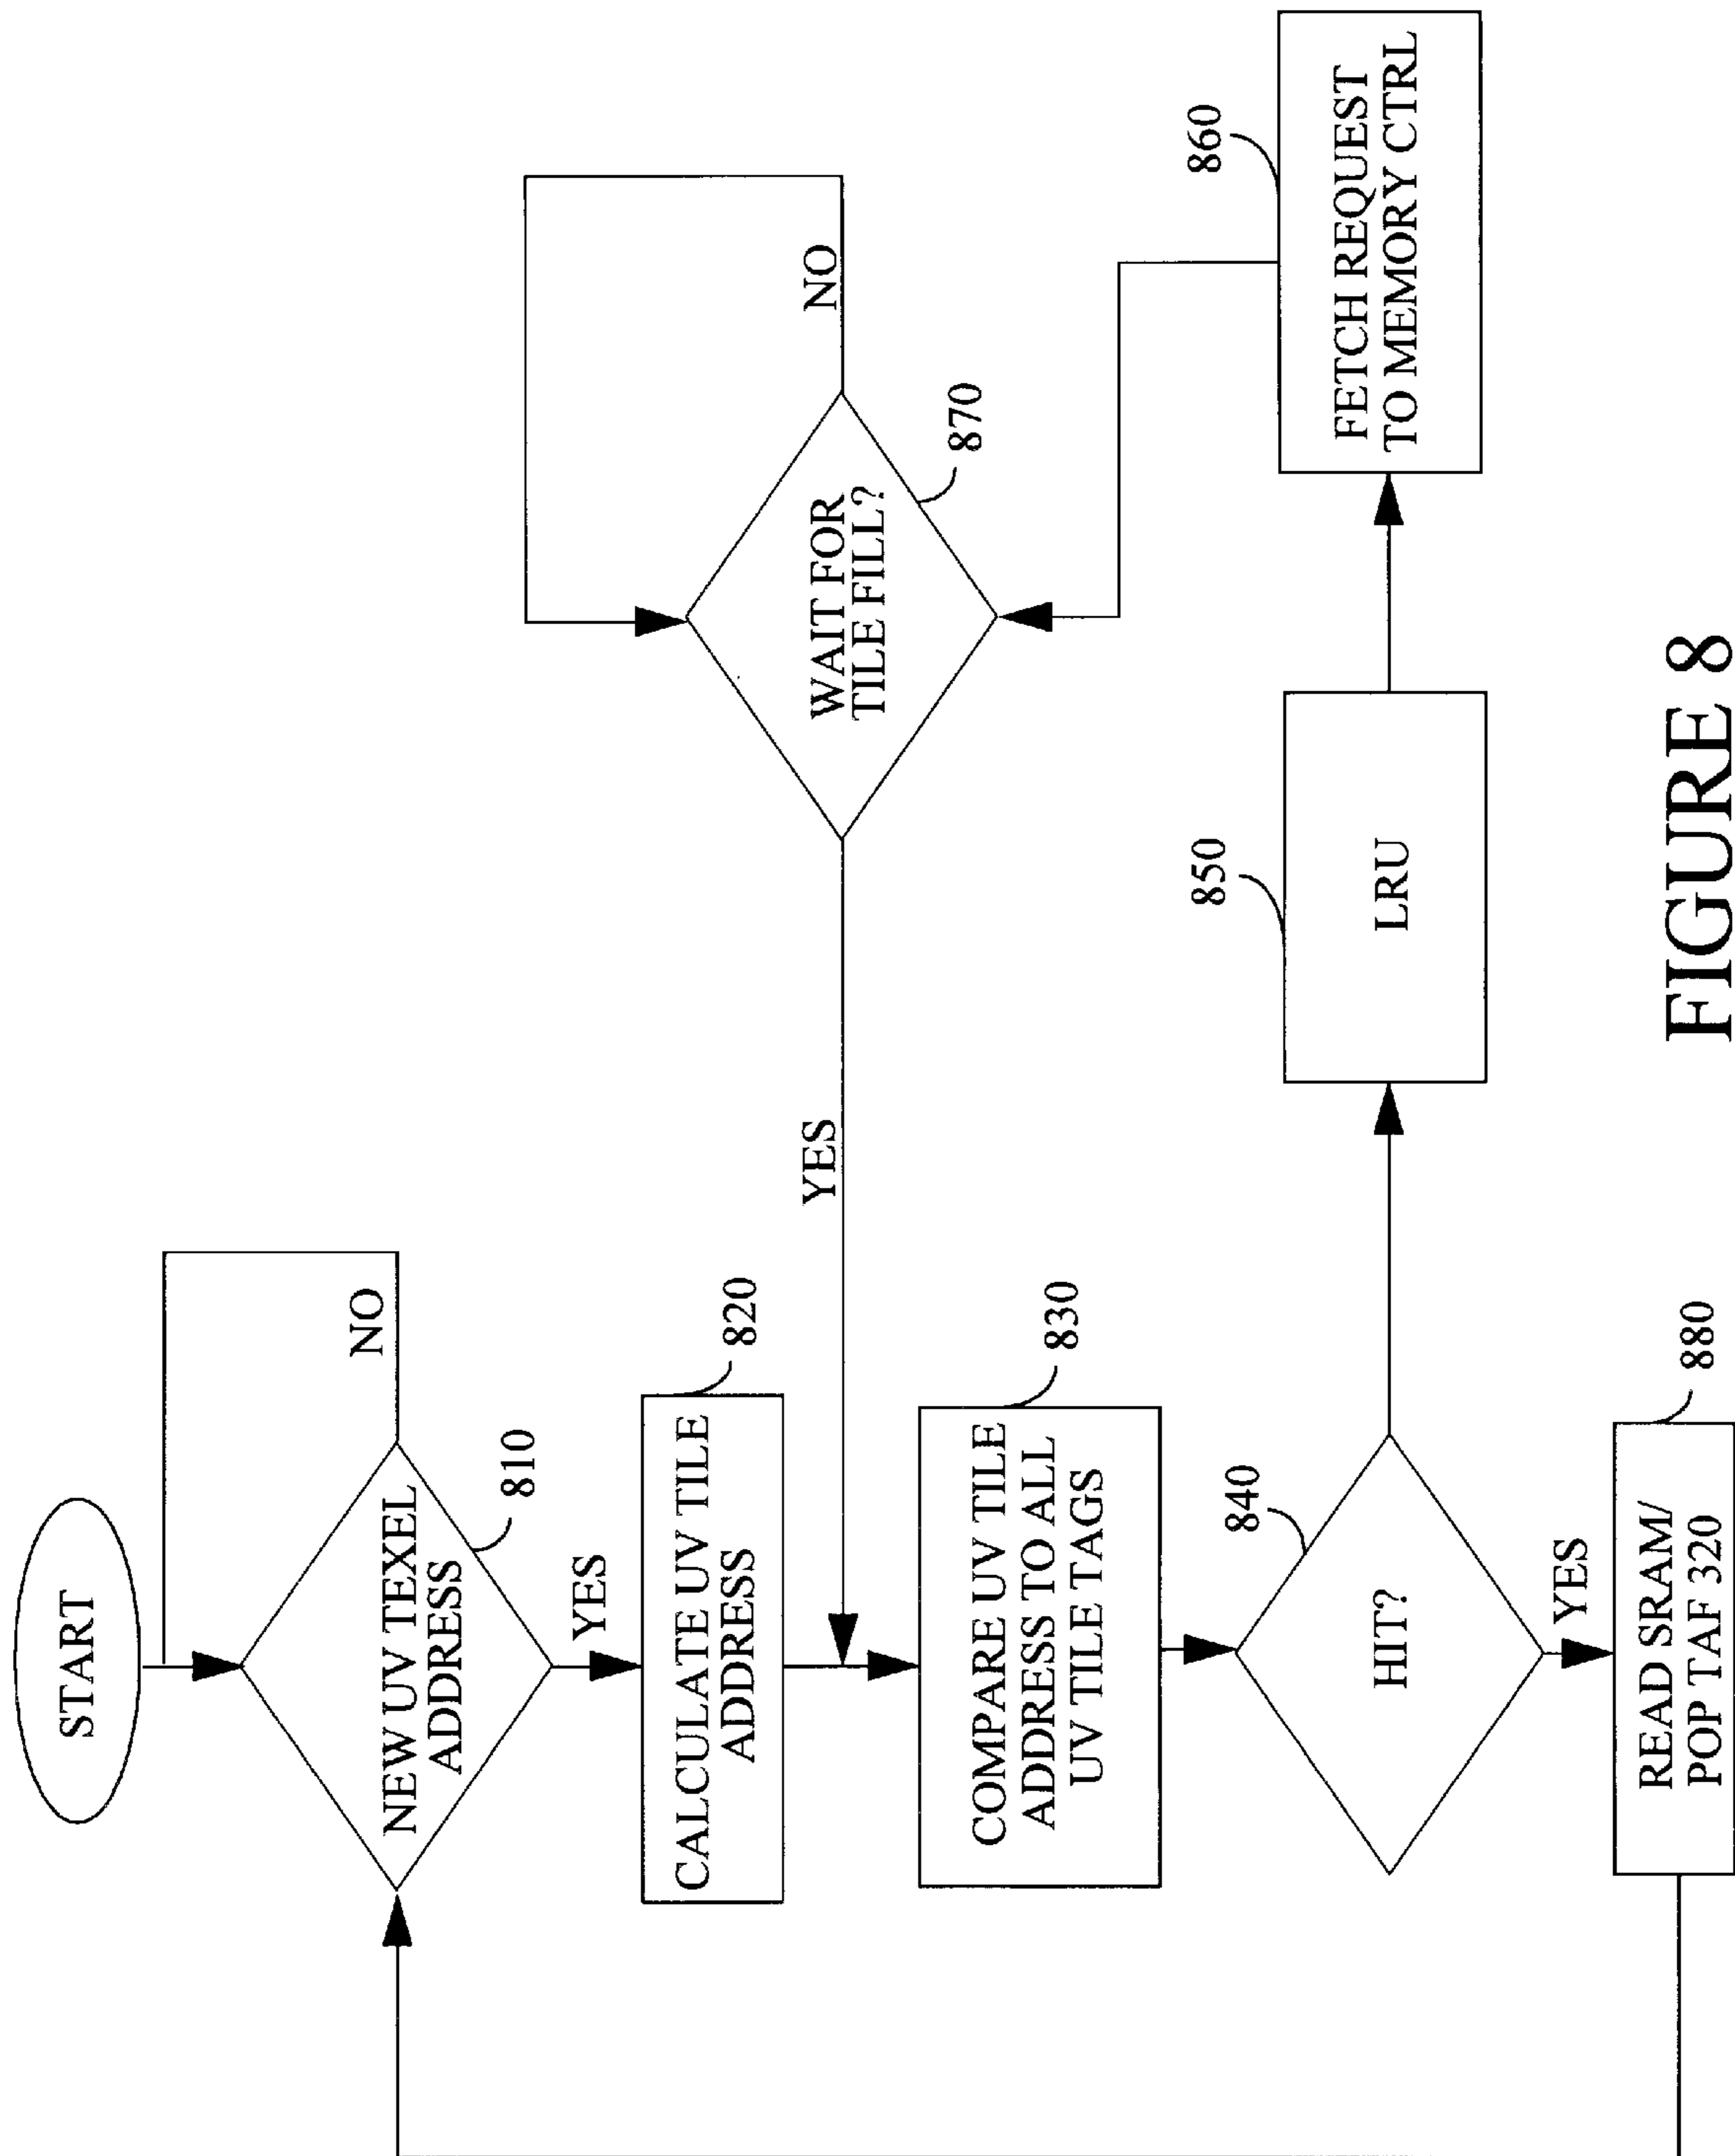 START
NO
NEW UV TEXEL
ADDRESS
810
YES
CALCULATE UV TILE
ADDRESS
820
COMPARE UV TILE
ADDRESS TO ALL
UV TILE TAGS
830
HIT?
840
YES
READ SRAM/
POP TAF 320
880
LRU
850
FETCH REQUEST
TO MEMORY CTRL
860
WAIT FOR
TILE FILL?
870
NO
YES
FIGURE 8